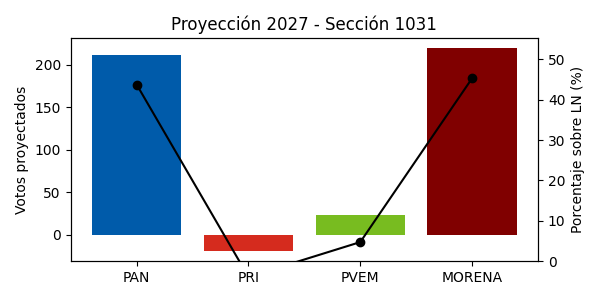 Proyección 2027 - Sección 1031
Votos proyectados
200
150
100
50
0
50
40
30
20
10
0
Porcentaje sobre LN (%)
PAN PRI PVEM MORENA